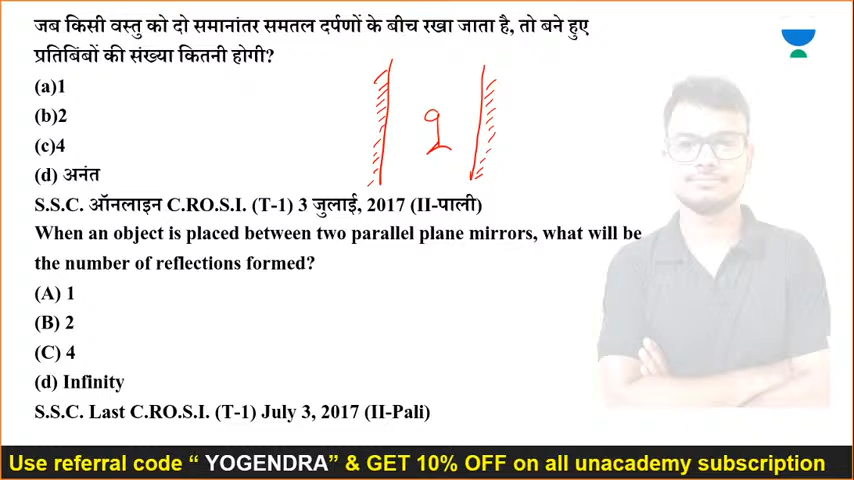 जब किसी वस्तु को दो समानांतर समतल दर्पणों के बीच रखा जाता है, तो बने हुए
प्रतिबिंबों की संख्या कितनी होगी?
(a)1
(b)2
(c)4
(d) अनंत
S.S.C. ऑनलाइन C.RO.S.I. (T-1) 3 जुलाई, 2017 (II-पाली)
When an object is placed between two parallel plane mirrors, what will be
the number of reflections formed?
(A) 1
(B) 2
(C) 4
(d) Infinity
S.S.C. Last C.RO.S.I. (T-1) July 3, 2017 (II-Pali)
Use referral code “ YOGENDRA” & GET 10% OFF on all unacademy subscription